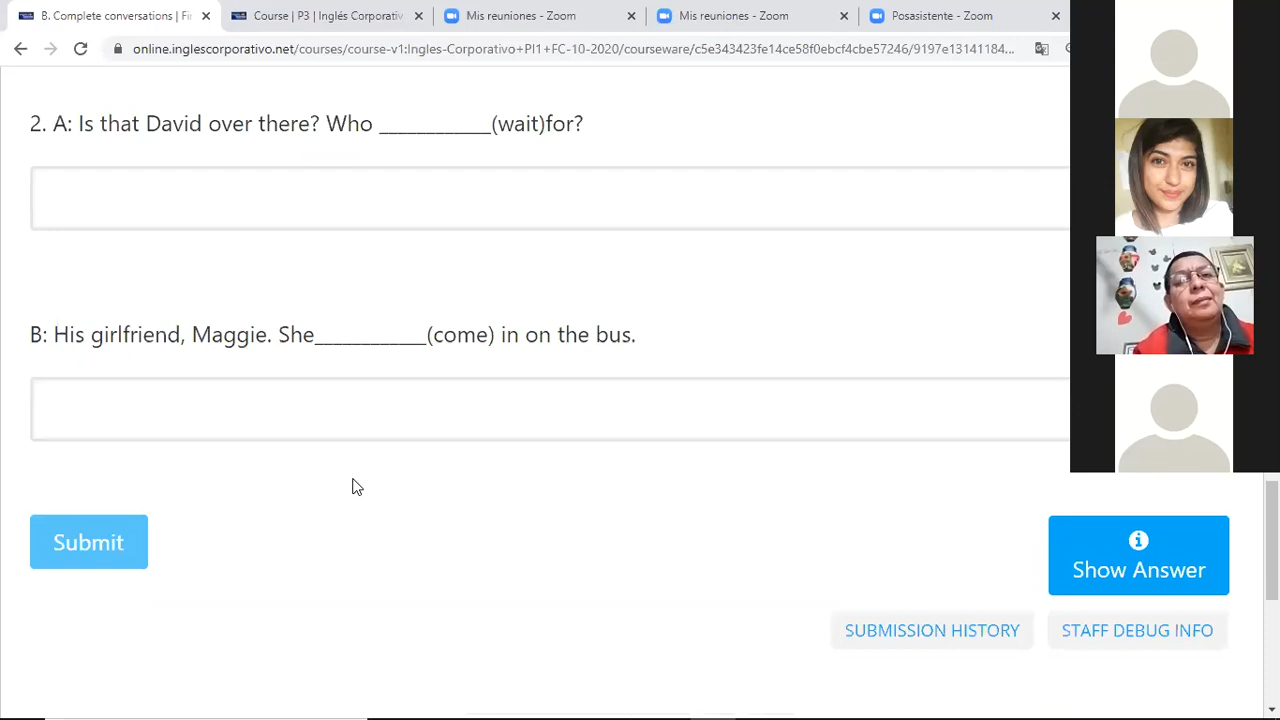 B. Complete conversations | Fi
Course | P3 | Inglés Corporativ
Mis reuniones - Zoom
Mis reuniones - Zoom
Posasistente - Zoom
online.inglescorporativo.net/courses/course-v1:Ingles-Corporativo+PI1+FC-10-2020/courseware/c5e343423fe14ce58f0ebcf4cbe57246/9197e13141184...
2. A: Is that David over there? Who ____________(wait)for?
B: His girlfriend, Maggie. She____________(come) in on the bus.
Submit
Show Answer
SUBMISSION HISTORY
STAFF DEBUG INFO